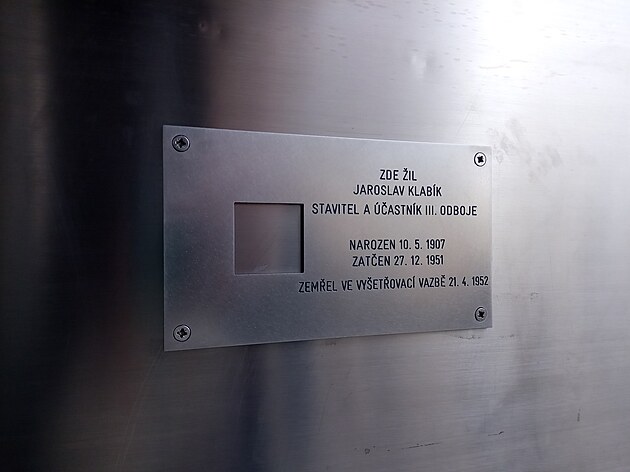 ZDE ŽIL
JAROSLAV KLABÍK
STAVITEL A ÚČASTNÍK III. ODBOJE
NAROZEN 10. 5. 1907
ZATČEN 27. 12. 1951
ZEMŘEL VE VYŠETŘOVACÍ VAZBĚ 21. 4. 1952